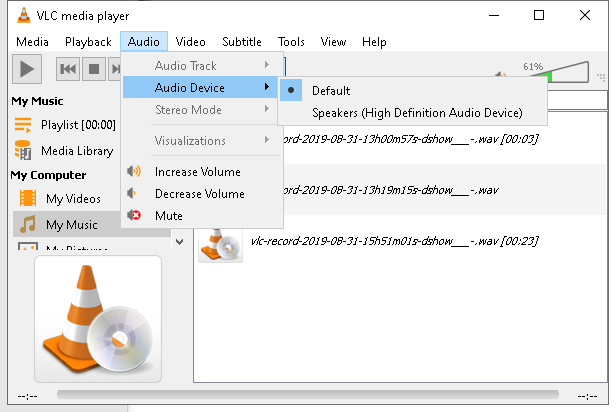 VLC media player
Media Playback Audio Video Subtitle Tools View Help
61%
Audio Track
Audio Device
Stereo Mode
Visualizations
Increase Volume
Decrease Volume
Mute
Default
Speakers (High Definition Audio Device)
My Music
Playlist [00:00]
Media Library
My Computer
My Videos
My Music
My Pictures
ecord-2019-08-31-13h00m57s-dshow___-.wav [00:03]
ecord-2019-08-31-13h19m15s-dshow___-.wav
vlc-record-2019-08-31-15h51m01s-dshow___-.wav [00:23]
--:-- --:--